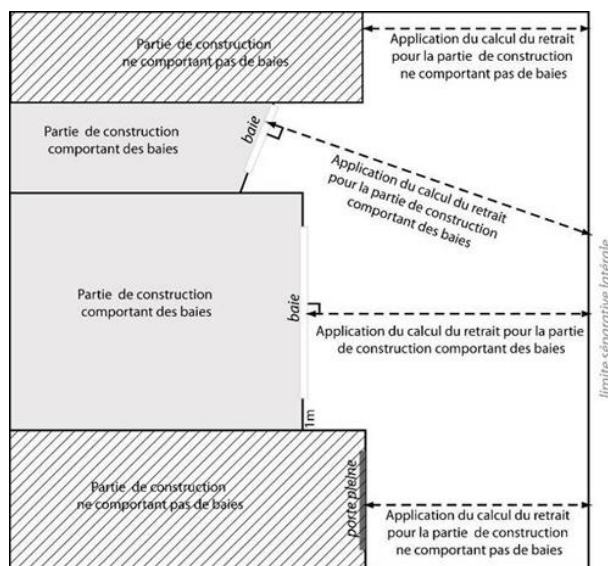 Partie de construction
ne comportant pas de baies
Application du calcul du retrait
pour la partie de construction
ne comportant pas de baies
Partie de construction
comportant des baies
baie
Application du calcul du retrait
pour la partie de construction
comportant des baies
Partie de construction
comportant des baies
baie
Application du calcul du retrait pour la partie
de construction comportant des baies
limite séparative latérale
1m
Partie de construction
ne comportant pas de baies
porte pleine
Application du calcul du retrait
pour la partie de construction
ne comportant pas de baies